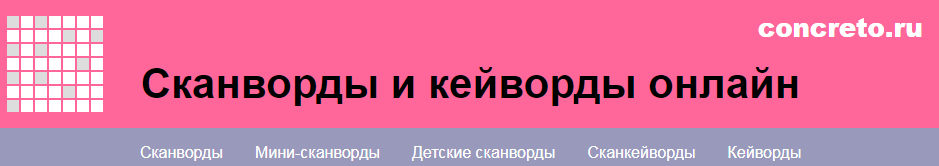 concreto.ru
Сканворды и кейворды онлайн
Сканворды Мини-сканворды Детские сканворды Сканкейворды Кейворды